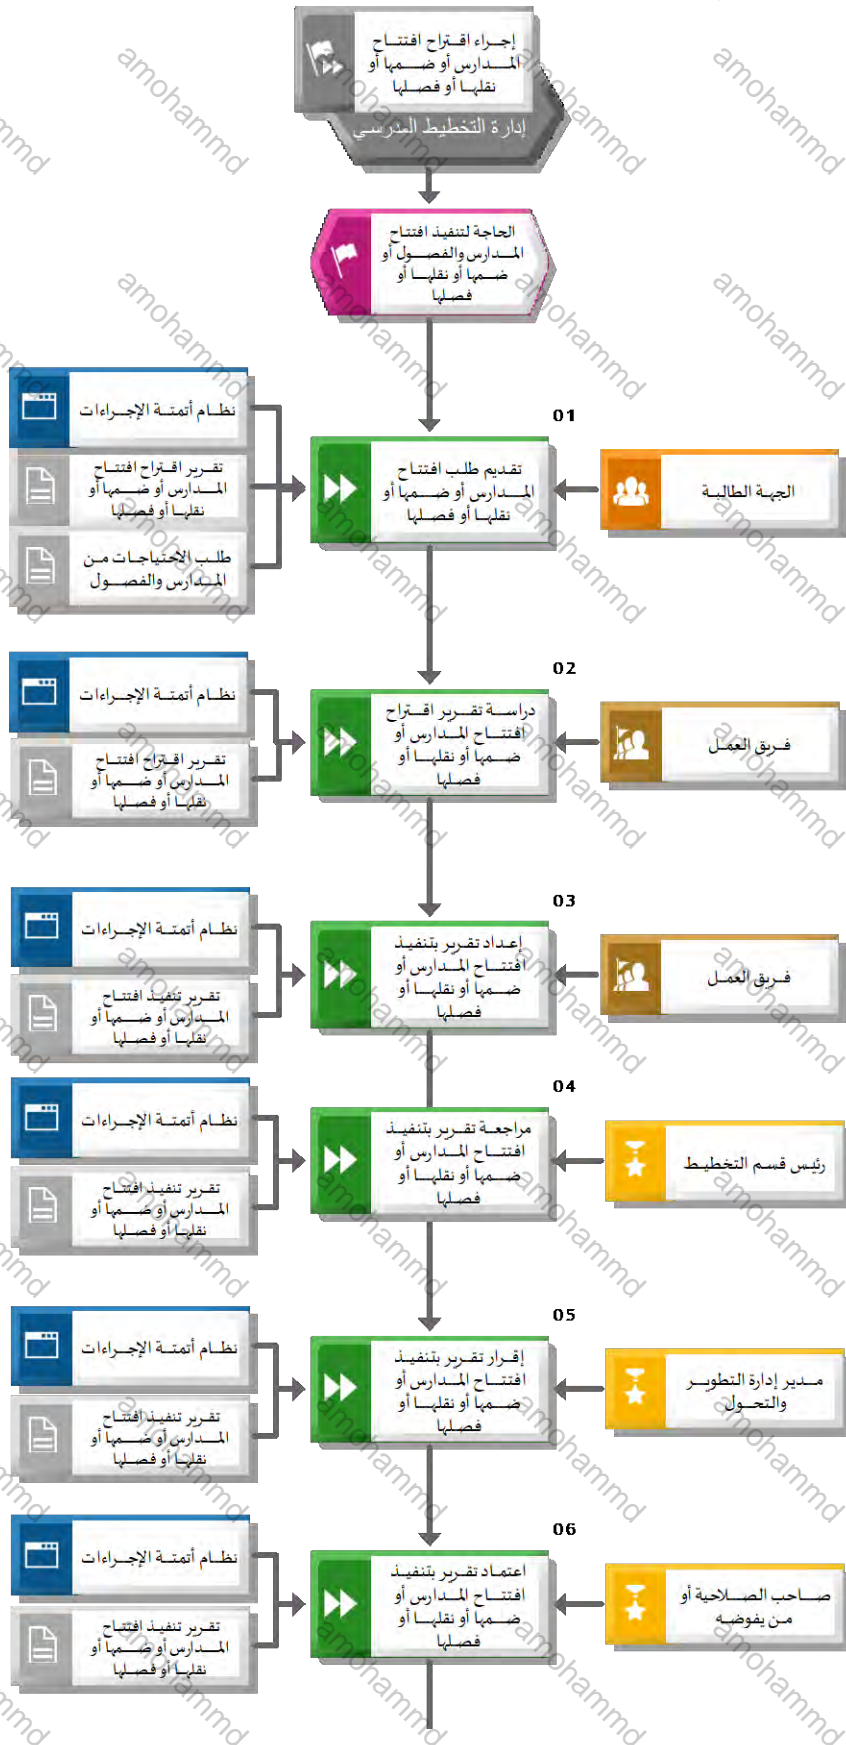 إجراء اقتراح افتتاح
المدارس أو ضمها أو
نقلها أو فصلها
إدارة التخطيط المدرسي
الحاجة لتنفيذ افتتاح
المدارس والفصول أو
ضمها أو نقلها أو
فصلها
01
نظام أتمتة الإجراءات
تقديم طلب افتتاح
المدارس أو ضمها أو
نقلها أو فصلها
الجهة الطالبة
تقرير اقتراح افتتاح
المدارس أو ضمها أو
نقلها أو فصلها
طلب الاحتياجات من
المدارس والفصول
02
فريق العمل
دراسة تقرير اقتراح
افتتاح المدارس أو
ضمها أو نقلها أو
فصلها
نظام أتمتة الإجراءات
تقرير اقتراح افتتاح
المدارس أو ضمها أو
نقلها أو فصلها
03
فريق العمل
إعداد تقرير بتنفيذ
افتتاح المدارس أو
ضمها أو نقلها أو
فصلها
نظام أتمتة الإجراءات
تقرير تنفيذ افتتاح
المدارس أو ضمها أو
نقلها أو فصلها
04
رئيس قسم التخطيط
مراجعة تقرير بتنفيذ
افتتاح المدارس أو
ضمها أو نقلها أو
فصلها
نظام أتمتة الإجراءات
تقرير تنفيذ افتتاح
المدارس أو ضمها أو
نقلها أو فصلها
05
مدير إدارة التطوير
والتحول
إقرار تقرير بتنفيذ
افتتاح المدارس أو
ضمها أو نقلها أو
فصلها
نظام أتمتة الإجراءات
تقرير تنفيذ افتتاح
المدارس أو ضمها أو
نقلها أو فصلها
06
صاحب الصلاحية أو
من يفوضه
اعتماد تقرير بتنفيذ
افتتاح المدارس أو
ضمها أو نقلها أو
فصلها
نظام أتمتة الإجراءات
تقرير تنفيذ افتتاح
المدارس أو ضمها أو
نقلها أو فصلها
amohammd